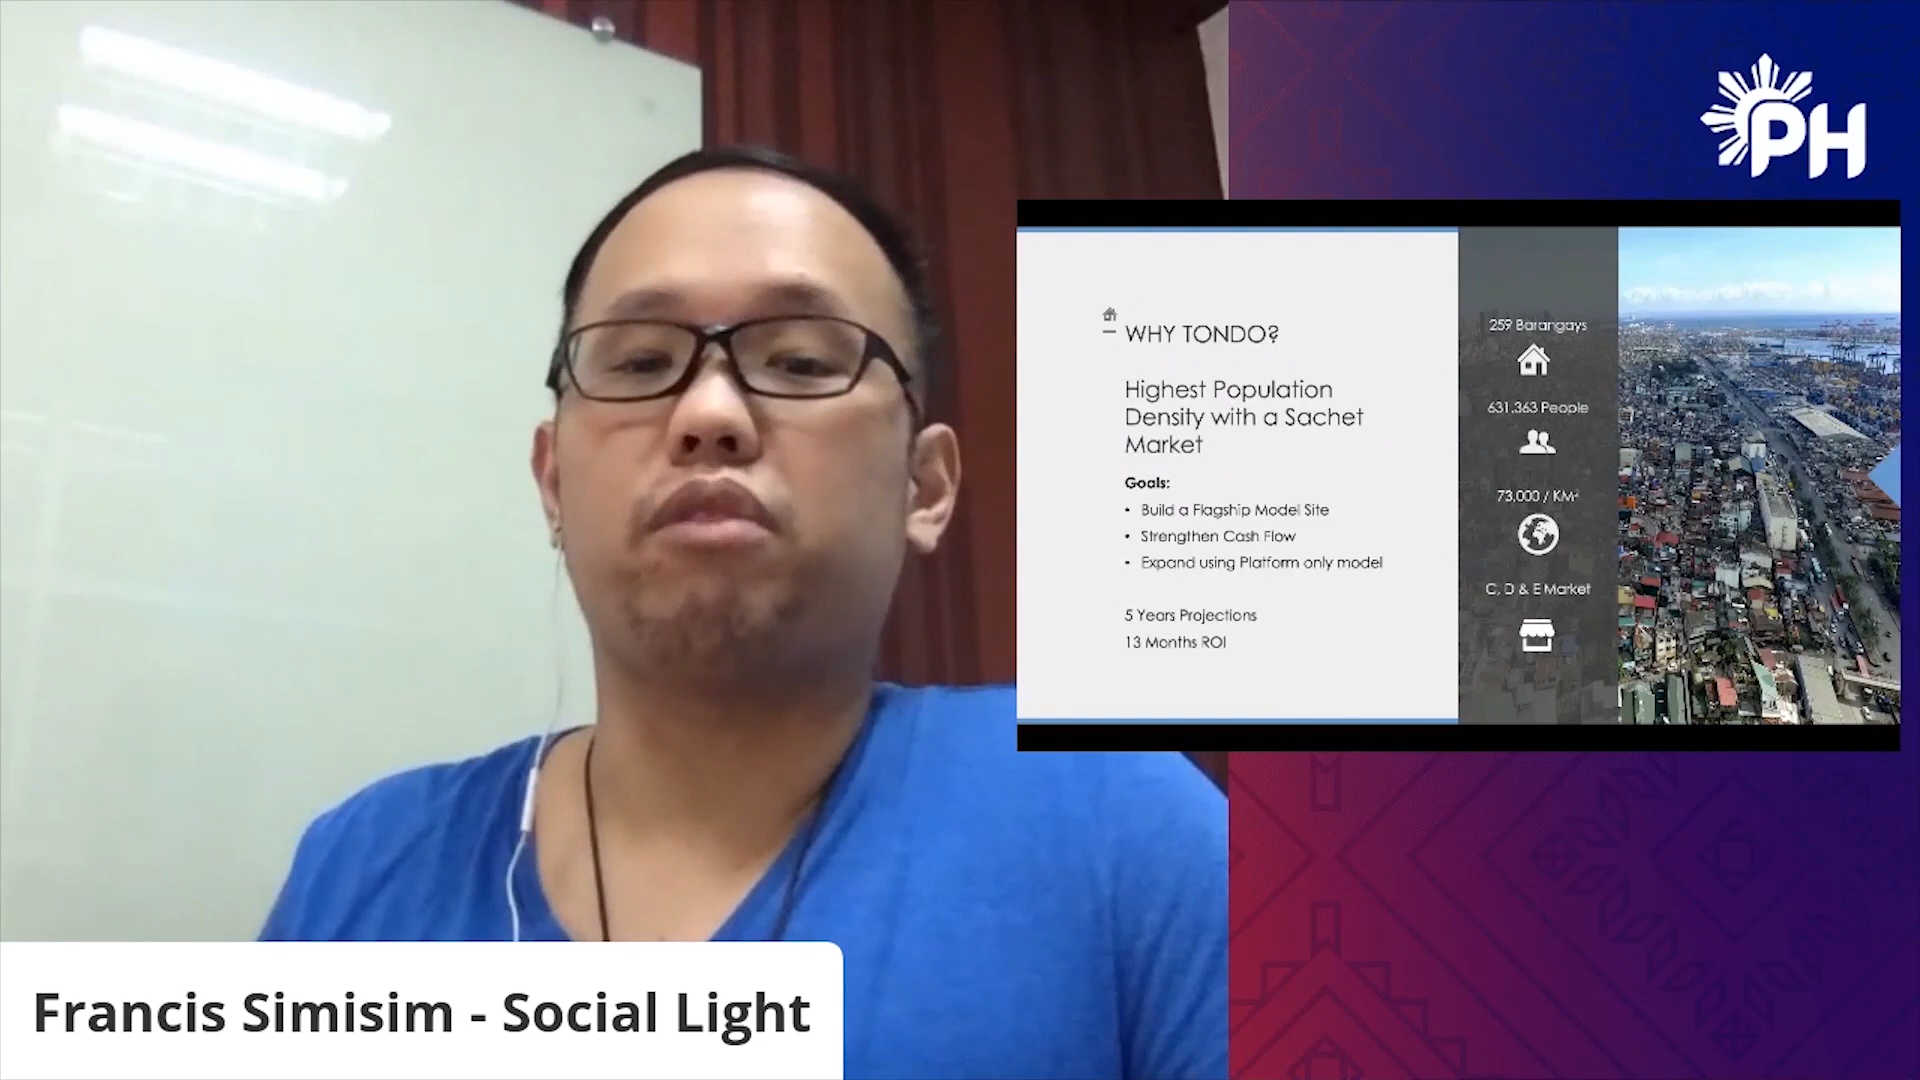 PH
WHY TONDO?
Highest Population
Density with a Sachet
Market
Goals:
• Build a Flagship Model Site
• Strengthen Cash Flow
• Expand using Platform only model
5 Years Projections
13 Months ROI
259 Barangays
631,363 People
73,000 / KM²
C, D & E Market
Francis Simisim - Social Light